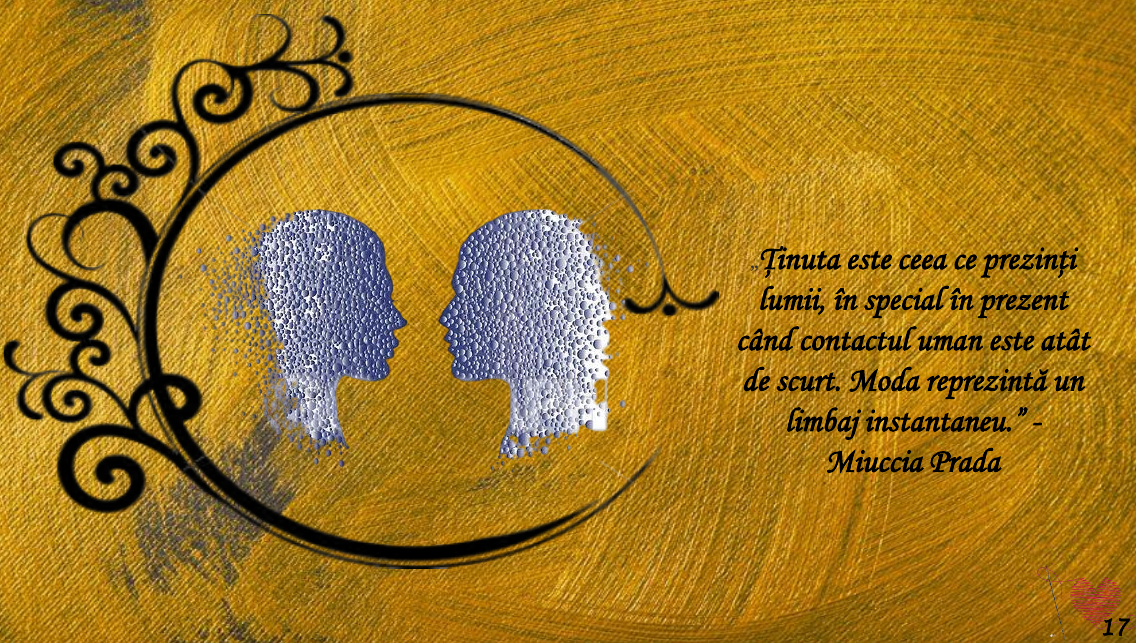 „Ținuta este ceea ce prezinți
lumii, în special în prezent
când contactul uman este atât
de scurt. Moda reprezintă un
limbaj instantaneu.” -
Miuccia Prada
17